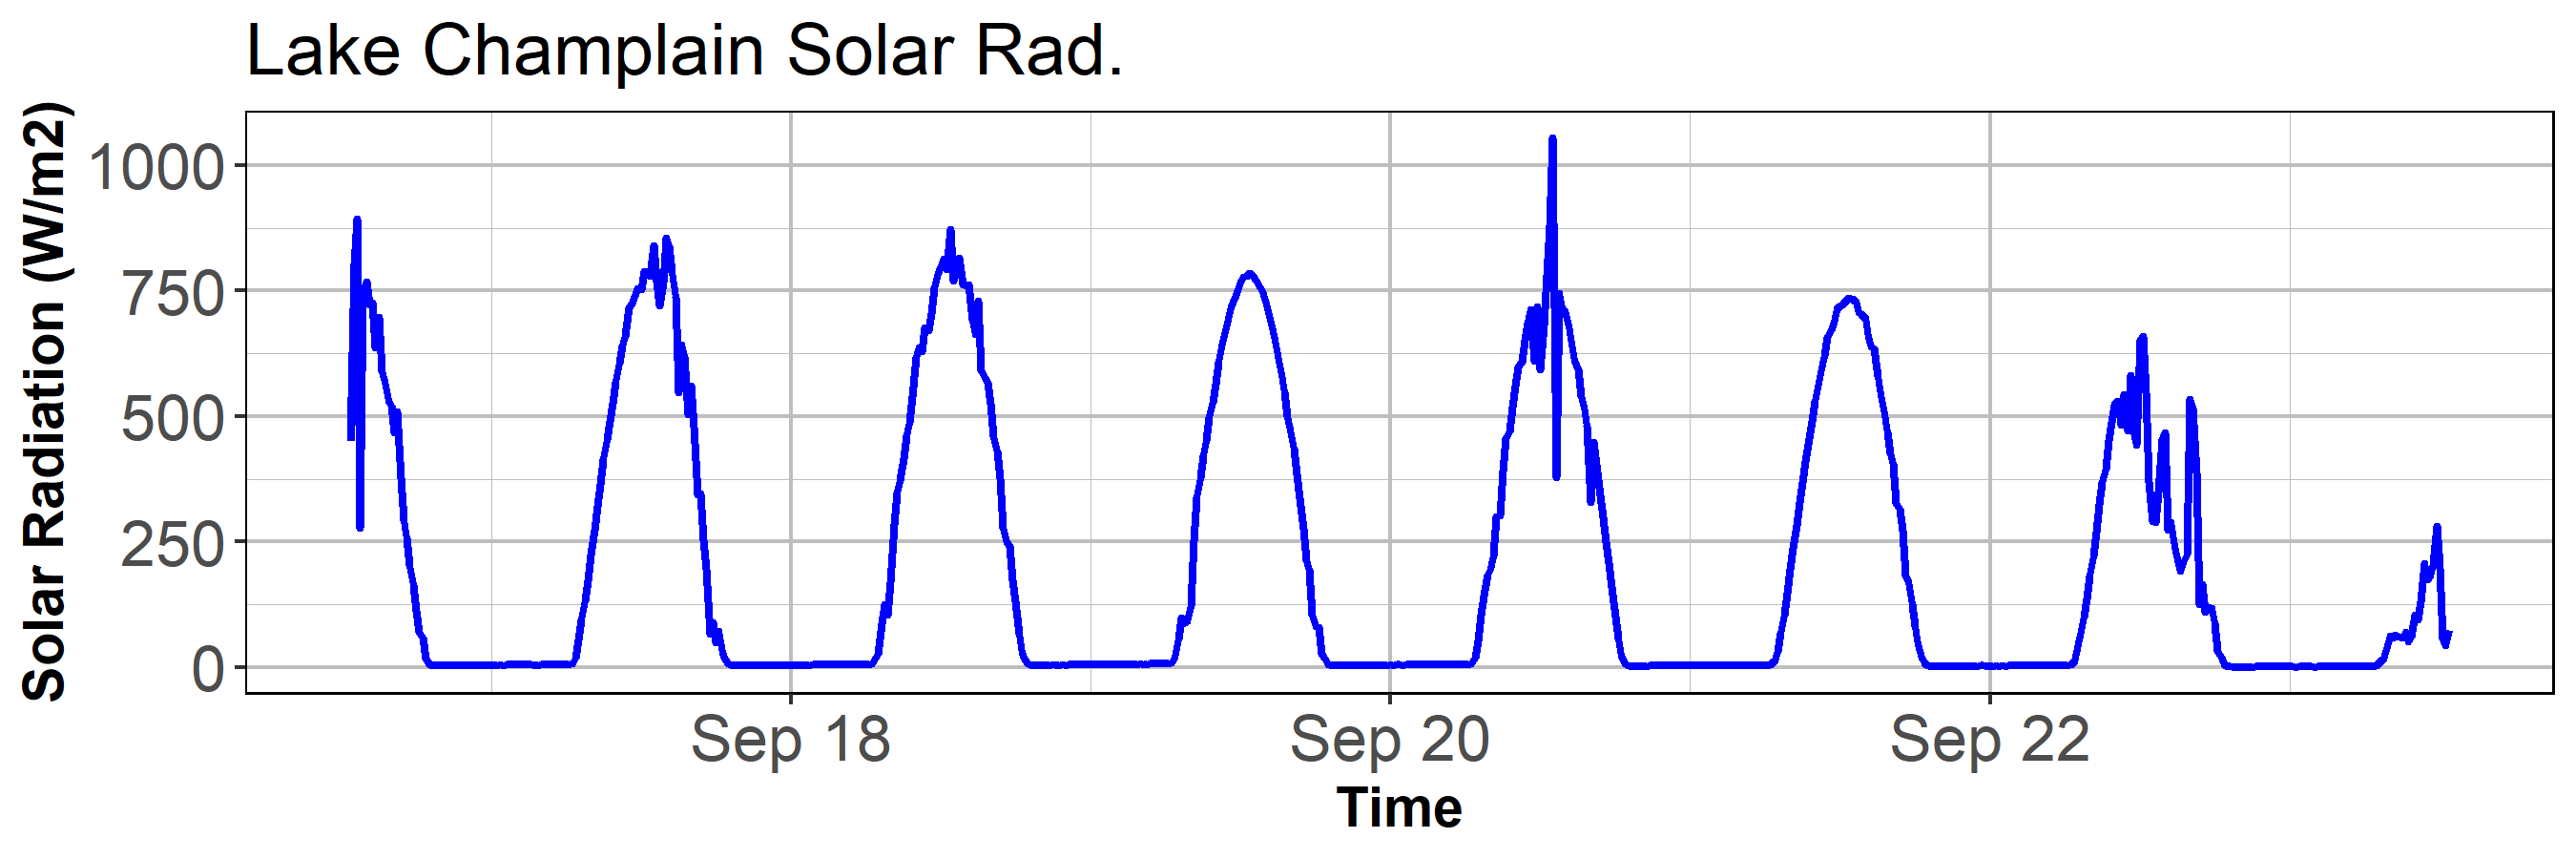 Lake Champlain Solar Rad.
Solar Radiation (W/m2)
1000
750
500
250
0
Sep 18 Sep 20 Sep 22
Time